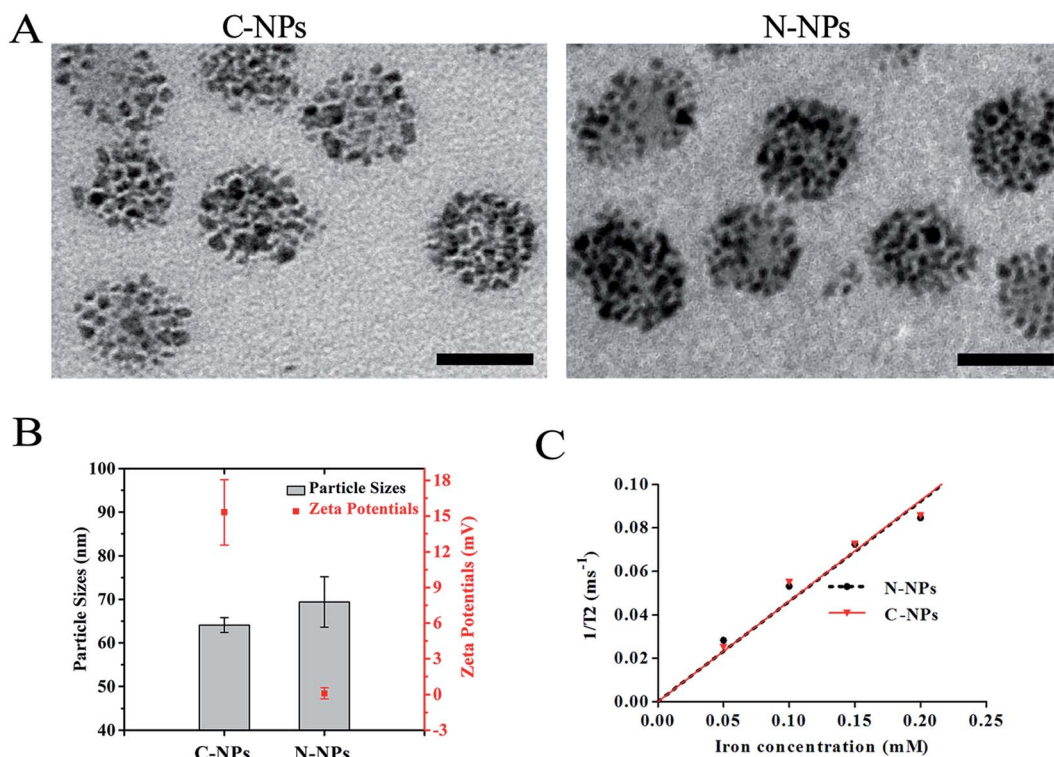 A
C-NPs
N-NPs
B
100
90
80
70
60
50
40
Particle Sizes (nm)
Particle Sizes
Zeta Potentials
18
15
12
9
6
3
0
-3
Zeta Potentials (mV)
C-NPs
N-NPs
C
0.10
0.08
0.06
0.04
0.02
0.00
1/T2 (ms⁻¹)
N-NPs
C-NPs
0.00
0.05
0.10
0.15
0.20
0.25
Iron concentration (mM)